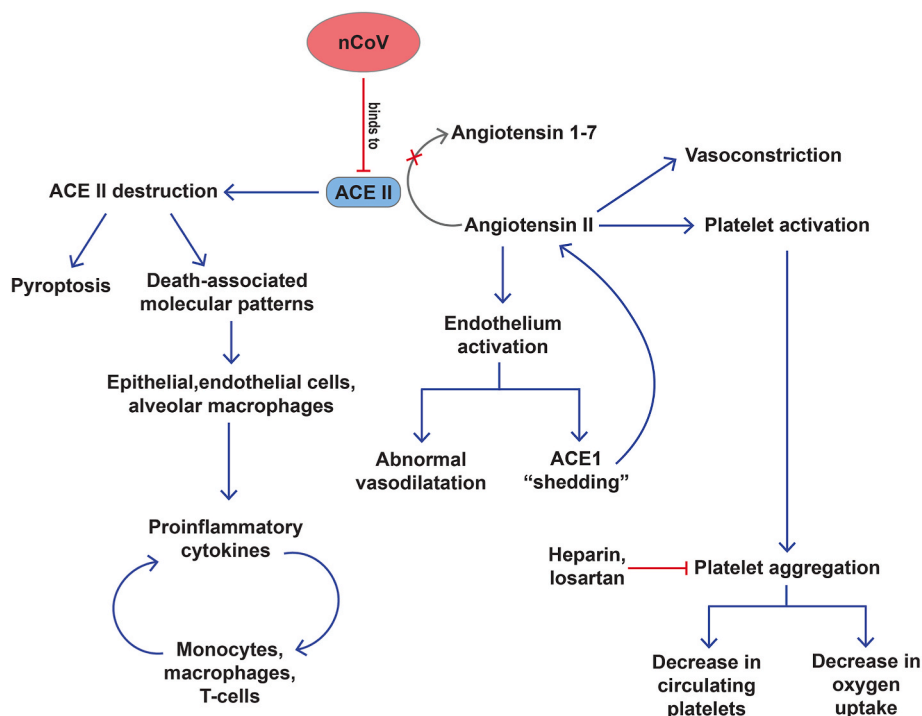 nCoV
binds to
Angiotensin 1-7
Vasoconstriction
ACE II destruction
ACE II
Angiotensin II
Platelet activation
Pyroptosis
Death-associated
molecular patterns
Endothelium
activation
Epithelial,endothelial cells,
alveolar macrophages
Abnormal
vasodilatation
ACE1
“shedding”
Proinflammatory
cytokines
Heparin,
losartan
Platelet aggregation
Monocytes,
macrophages,
T-cells
Decrease in
circulating
platelets
Decrease in
oxygen
uptake